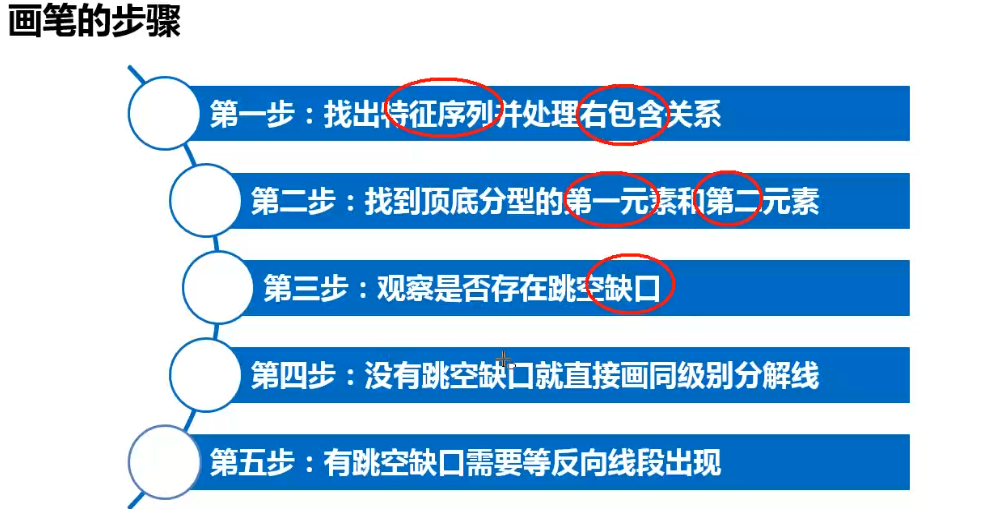 画笔的步骤
第一步：找出特征序列并处理右包含关系
第二步：找到顶底分型的第一元素和第二元素
第三步：观察是否存在跳空缺口
第四步：没有跳空缺口就直接画同级别分解线
第五步：有跳空缺口需要等反向线段出现